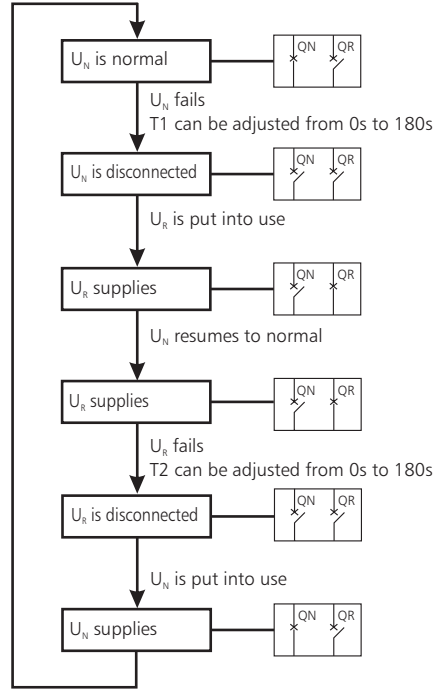 U_N is normal
QN QR
U_N fails
T1 can be adjusted from 0s to 180s
U_N is disconnected
QN QR
U_R is put into use
U_R supplies
QN QR
U_N resumes to normal
U_R supplies
QN QR
U_R fails
T2 can be adjusted from 0s to 180s
U_R is disconnected
QN QR
U_N is put into use
U_N supplies
QN QR